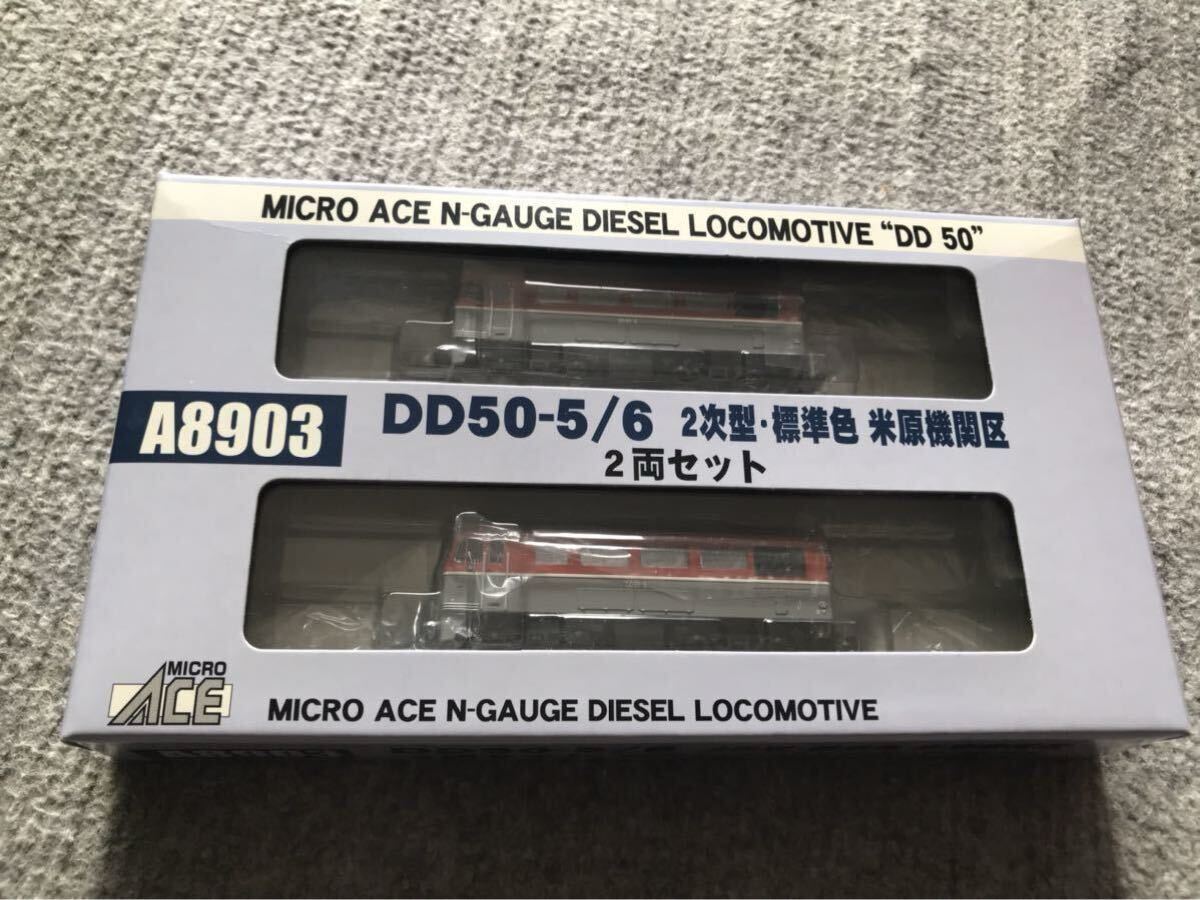 MICRO ACE N-GAUGE DIESEL LOCOMOTIVE “DD 50”
A8903
DD50-5/6 2次型・標準色 米原機関区
2両セット
MICRO
ACE
MICRO ACE N-GAUGE DIESEL LOCOMOTIVE